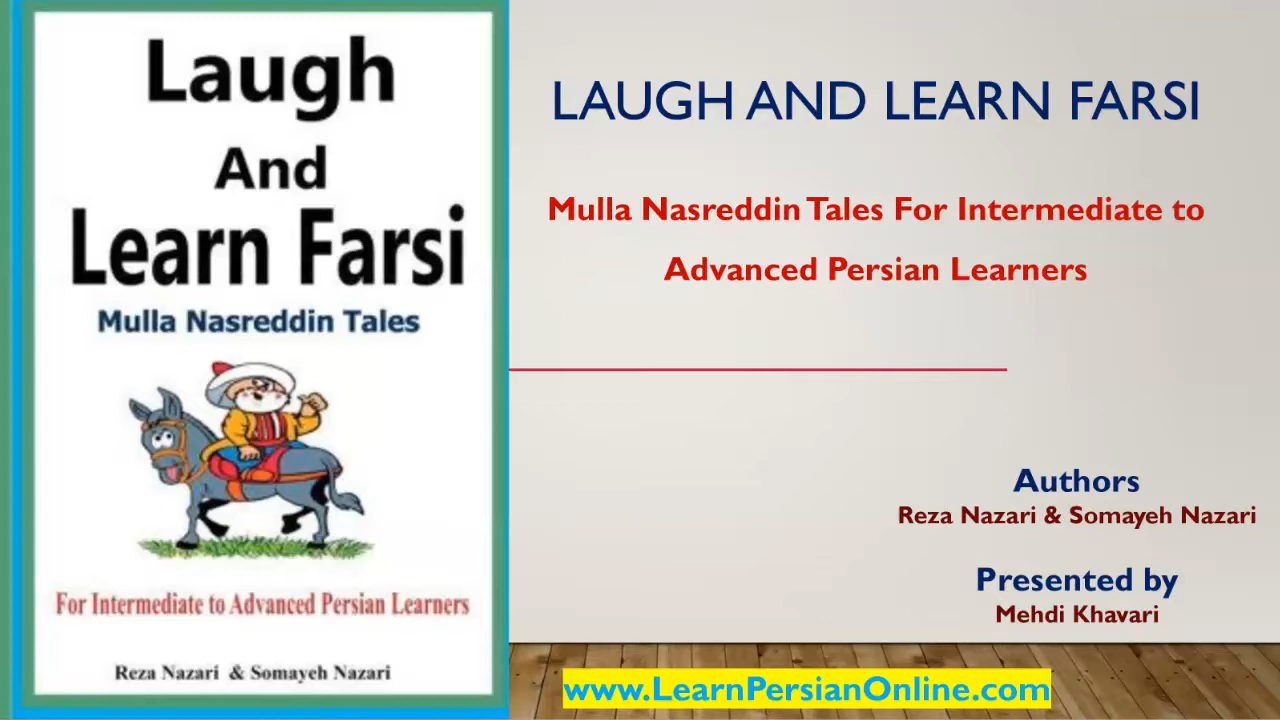 Laugh
And
Learn Farsi
Mulla Nasreddin Tales
For Intermediate to Advanced Persian Learners
Reza Nazari & Somayeh Nazari
LAUGH AND LEARN FARSI
Mulla Nasreddin Tales For Intermediate to
Advanced Persian Learners
Authors
Reza Nazari & Somayeh Nazari
Presented by
Mehdi Khavari
www.LearnPersianOnline.com